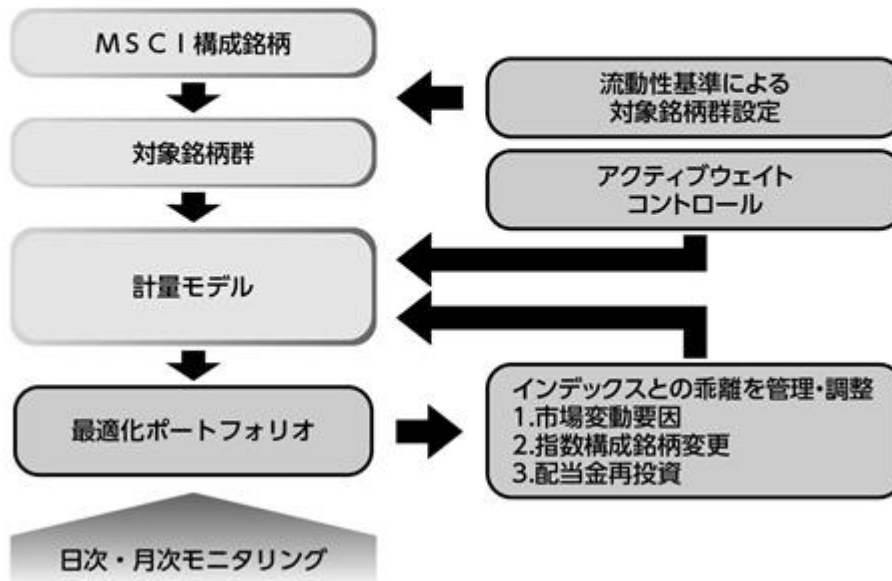 ＭＳＣＩ構成銘柄
流動性基準による
対象銘柄群設定
対象銘柄群
アクティブウェイト
コントロール
計量モデル
最適化ポートフォリオ
インデックスとの乖離を管理・調整
1.市場変動要因
2.指数構成銘柄変更
3.配当金再投資
日次・月次モニタリング